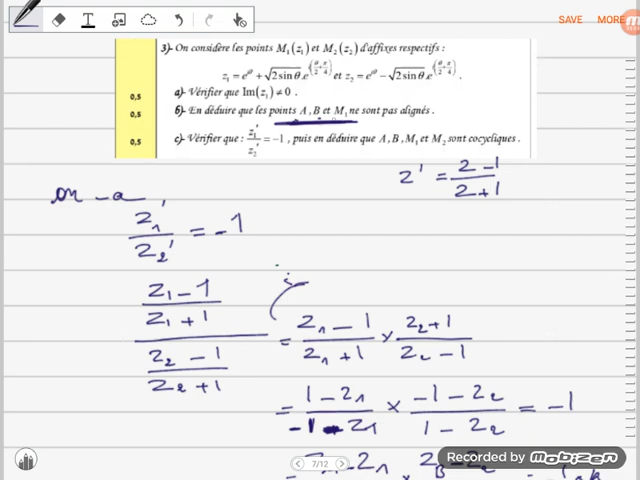 SAVE MORE
3)- On considère les points M₁(z₁) et M₂(z₂) d'affixes respectifs :
z₁ = e^{iθ} + √2sinθ.e^{i(θ/2+π/4)} et z₂ = e^{iθ} − √2sinθ.e^{i(θ/2+π/4)}.
0,5 a)- Vérifier que Im(z₁) ≠ 0 .
0,5 б)- En déduire que les points A, B et M₁ ne sont pas alignés.
0,5 c)- Vérifier que : z₁'/z₂' = −1 , puis en déduire que A, B, M₁ et M₂ sont cocycliques .
z' = (z − 1)/(z + 1)
on - a
z₁'/z₂' = −1
((z₁ − 1)/(z₁ + 1))/((z₂ − 1)/(z₂ + 1)) = (z₁ − 1)/(z₁ + 1) × (z₂ + 1)/(z₂ − 1)
= (1 − z₁)/(−1 − z₁) × (−1 − z₂)/(1 − z₂) = −1
7/12
Recorded by Mobizen